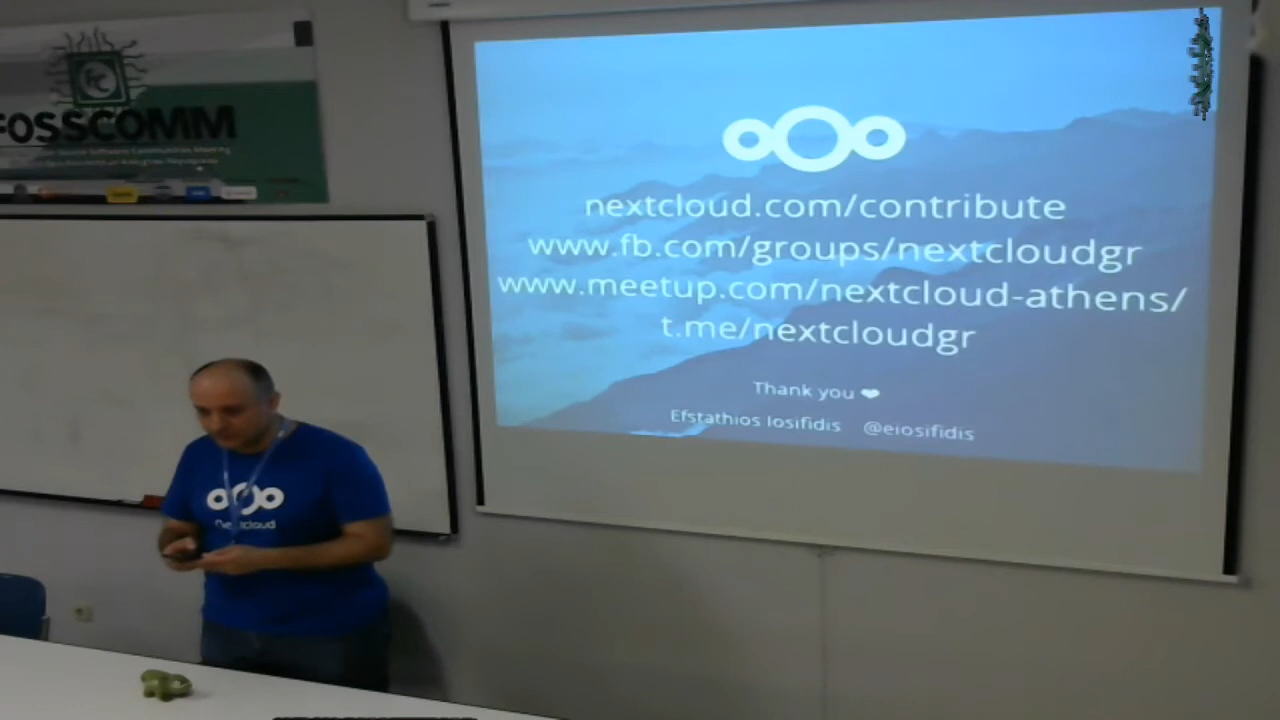 FOSSCOMM
nextcloud.com/contribute
www.fb.com/groups/nextcloudgr
www.meetup.com/nextcloud-athens/
t.me/nextcloudgr
Thank you ❤
Efstathios Iosifidis @eiosifidis
Nextcloud